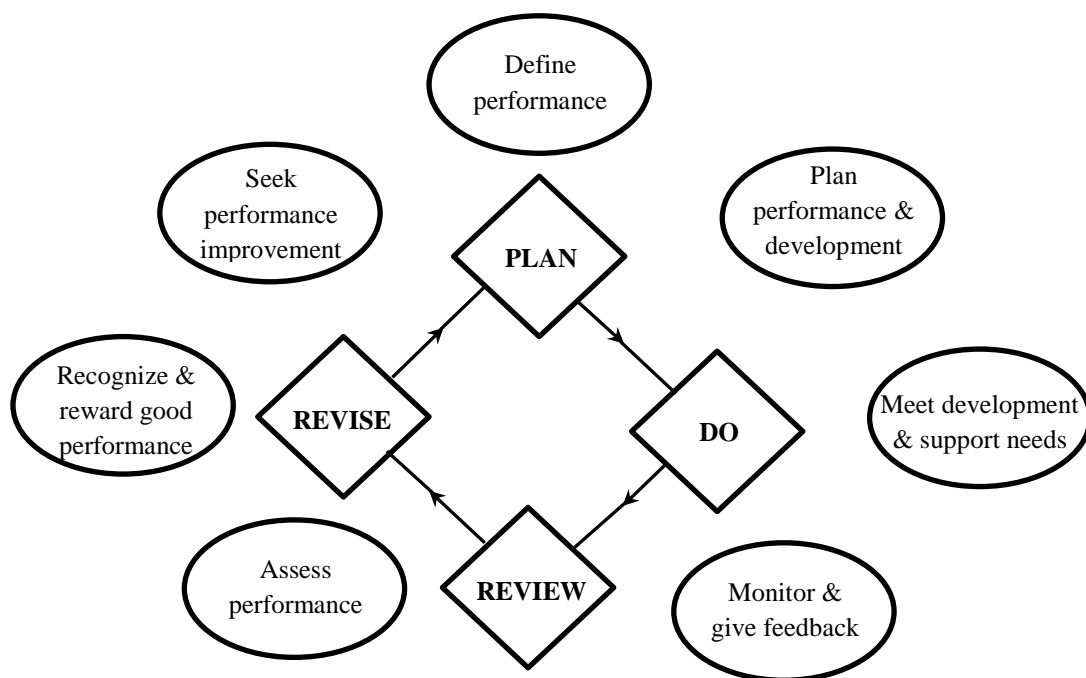 Define
performance
Seek
performance
improvement
Plan
performance &
development
PLAN
Recognize &
reward good
performance
REVISE
DO
Meet development
& support needs
Assess
performance
REVIEW
Monitor &
give feedback